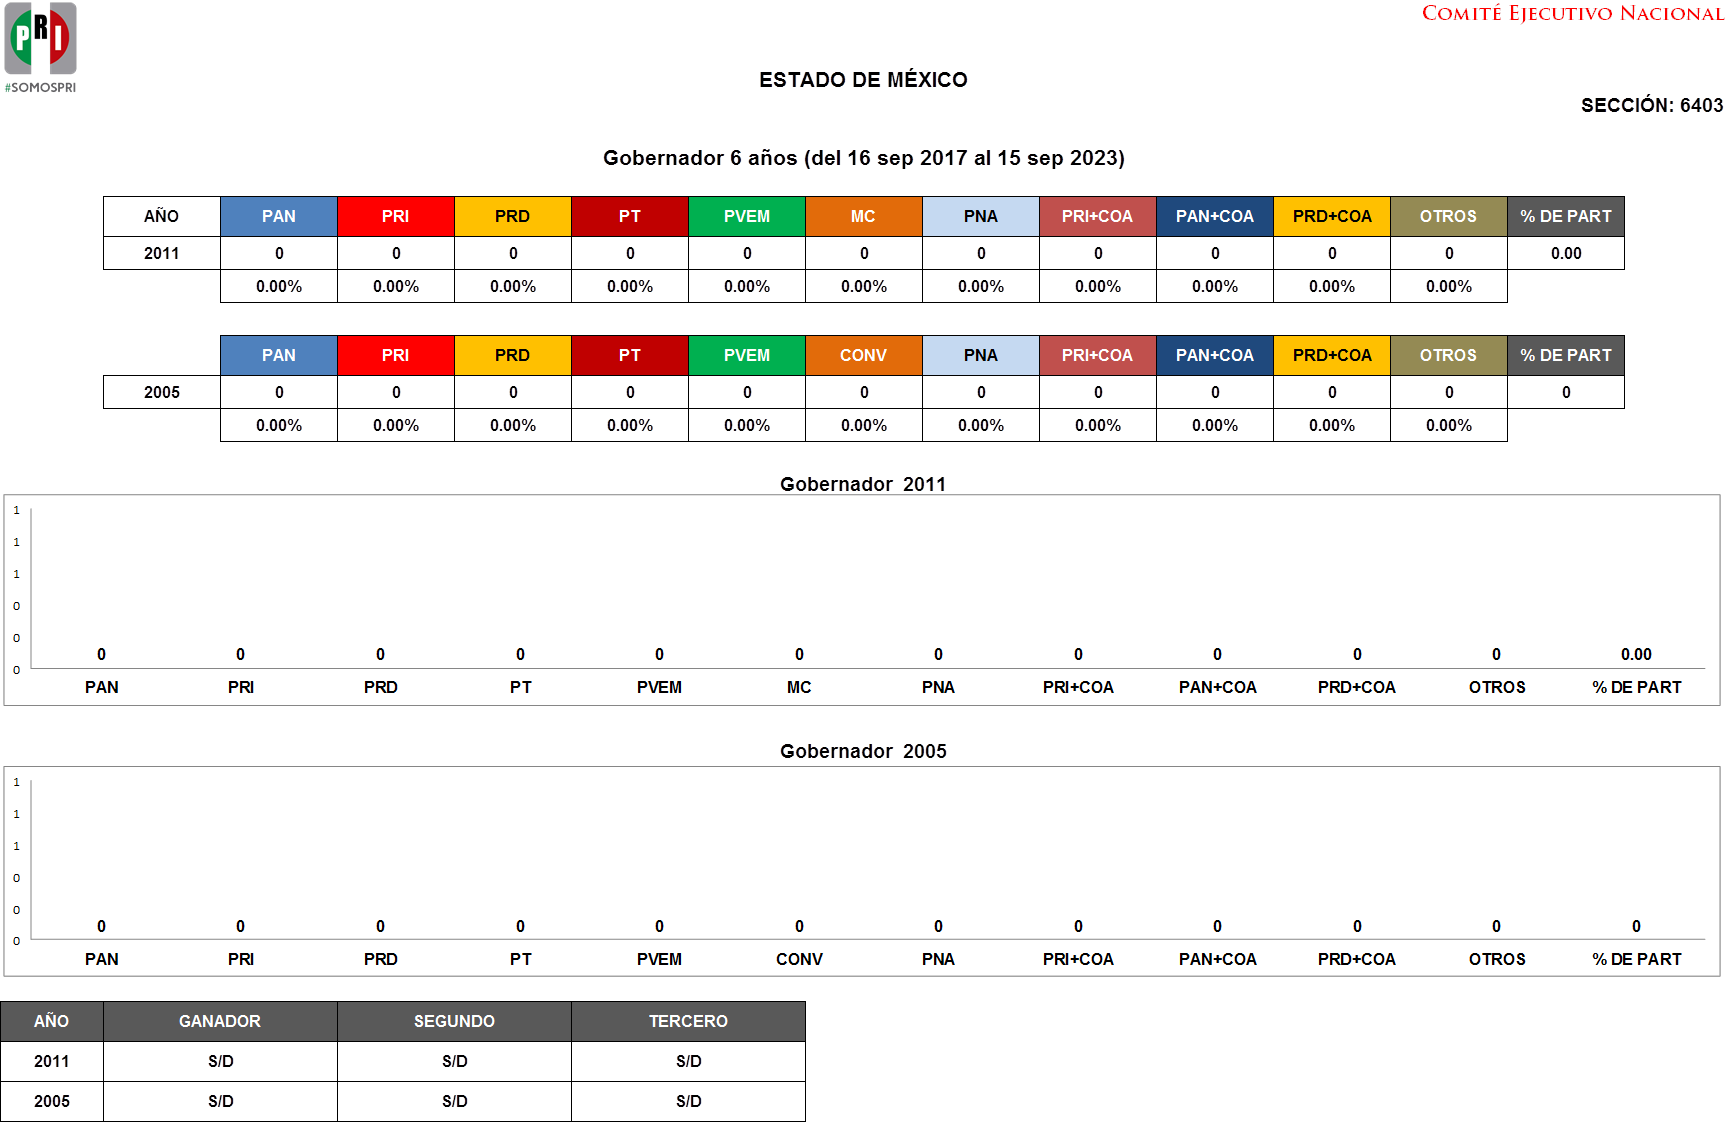 PRI
#SOMOSPRI
COMITÉ EJECUTIVO NACIONAL
ESTADO DE MÉXICO
SECCIÓN: 6403
Gobernador 6 años (del 16 sep 2017 al 15 sep 2023)
AÑO PAN PRI PRD PT PVEM MC PNA PRI+COA PAN+COA PRD+COA OTROS % DE PART
2011 0 0 0 0 0 0 0 0 0 0 0 0.00
0.00% 0.00% 0.00% 0.00% 0.00% 0.00% 0.00% 0.00% 0.00% 0.00% 0.00%
PAN PRI PRD PT PVEM CONV PNA PRI+COA PAN+COA PRD+COA OTROS % DE PART
2005 0 0 0 0 0 0 0 0 0 0 0 0
0.00% 0.00% 0.00% 0.00% 0.00% 0.00% 0.00% 0.00% 0.00% 0.00% 0.00%
Gobernador 2011
1
1
1
0
0
0
0 0 0 0 0 0 0 0 0 0 0 0.00
PAN PRI PRD PT PVEM MC PNA PRI+COA PAN+COA PRD+COA OTROS % DE PART
Gobernador 2005
1
1
1
0
0
0
0 0 0 0 0 0 0 0 0 0 0 0
PAN PRI PRD PT PVEM CONV PNA PRI+COA PAN+COA PRD+COA OTROS % DE PART
AÑO GANADOR SEGUNDO TERCERO
2011 S/D S/D S/D
2005 S/D S/D S/D